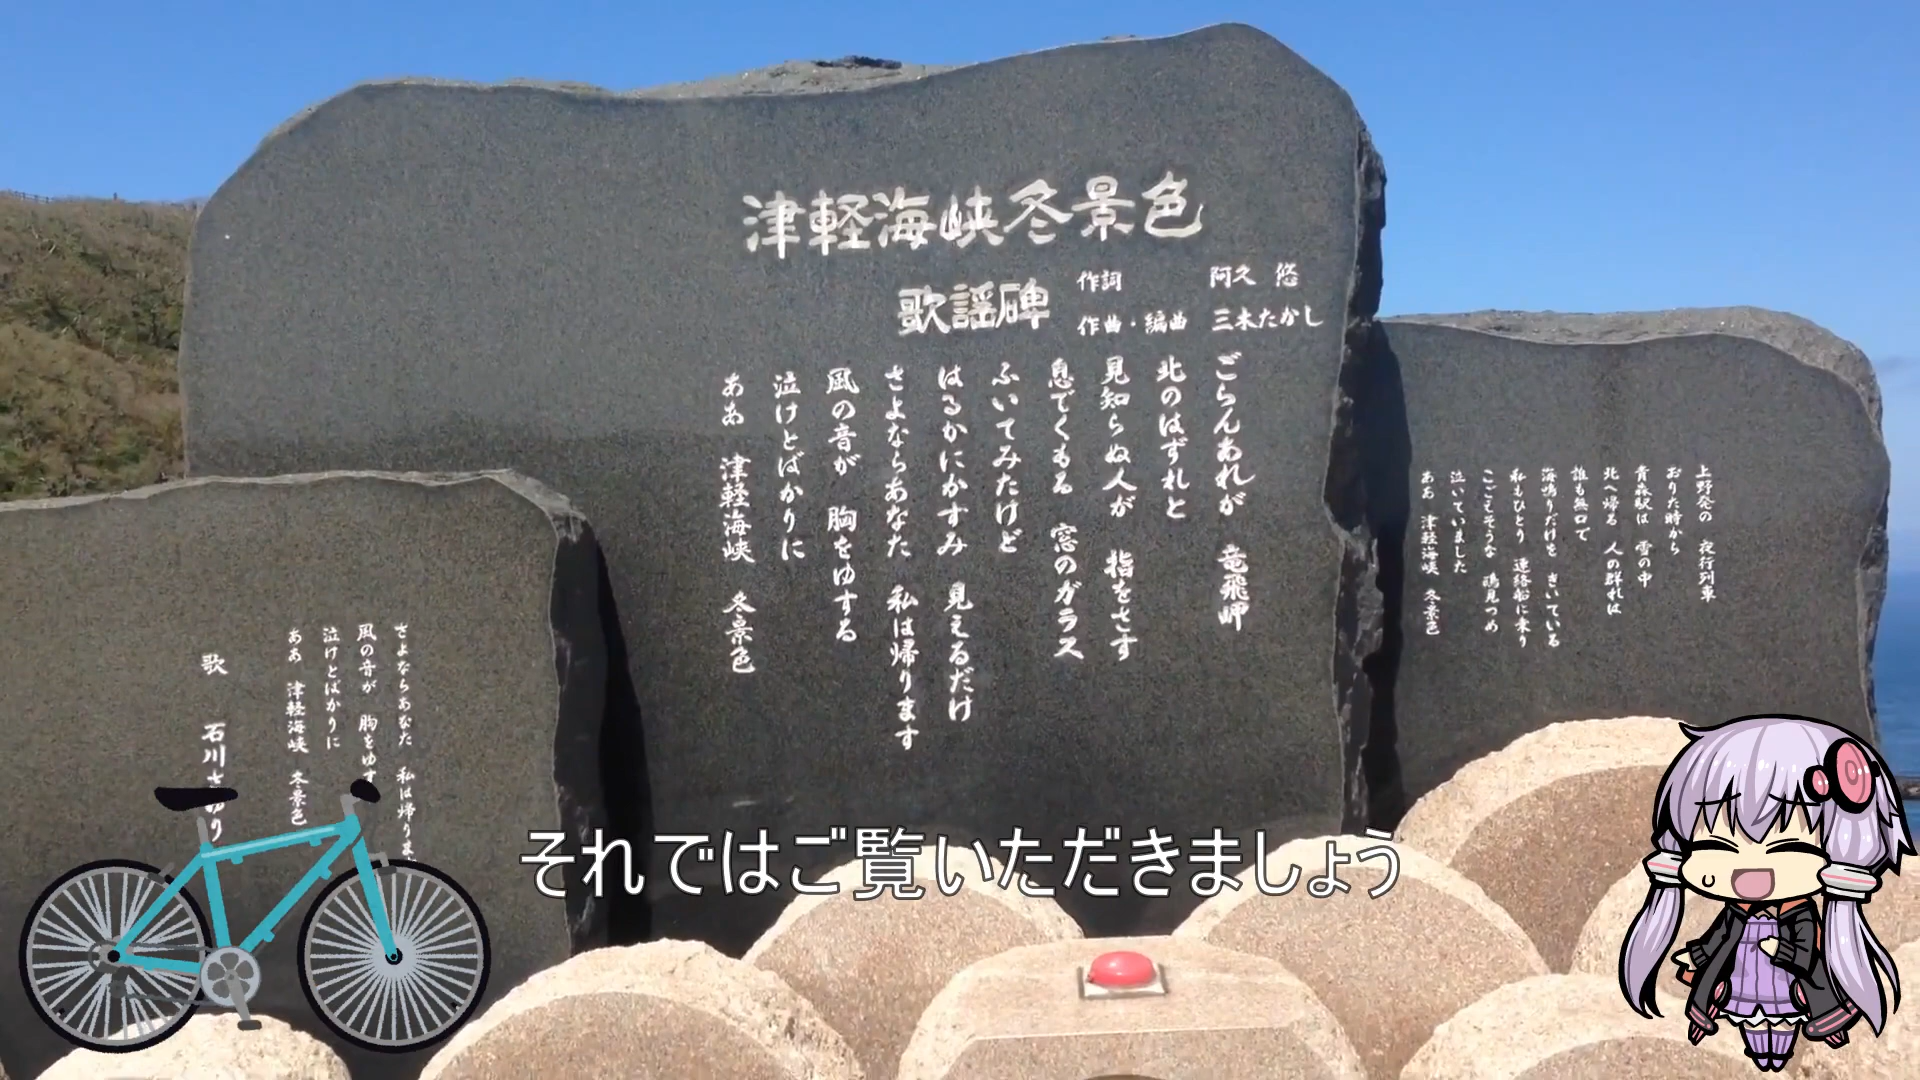 津軽海峡冬景色
歌謡碑
作詞 阿久 悠
作曲・編曲 三木たかし
ごらんあれが 竜飛岬
北のはずれと
見知らぬ人が 指をさす
息でくもる 窓のガラス
ふいてみたけど
はるかにかすみ 見えるだけ
さよならあなた 私は帰ります
風の音が 胸をゆする
泣けとばかりに
ああ 津軽海峡 冬景色
上野発の 夜行列車
おりた時から
青森駅は 雪の中
北へ帰る 人の群れは
誰も無口で
海鳴りだけを きいている
私もひとり 連絡船に乗り
こごえそうな 鴎見つめ
泣いていました
ああ 津軽海峡 冬景色
さよならあなた 私は帰りま
風の音が 胸をゆす
泣けとばかりに
ああ 津軽海峡 冬景色
歌 石川さゆり
それではご覧いただきましょう